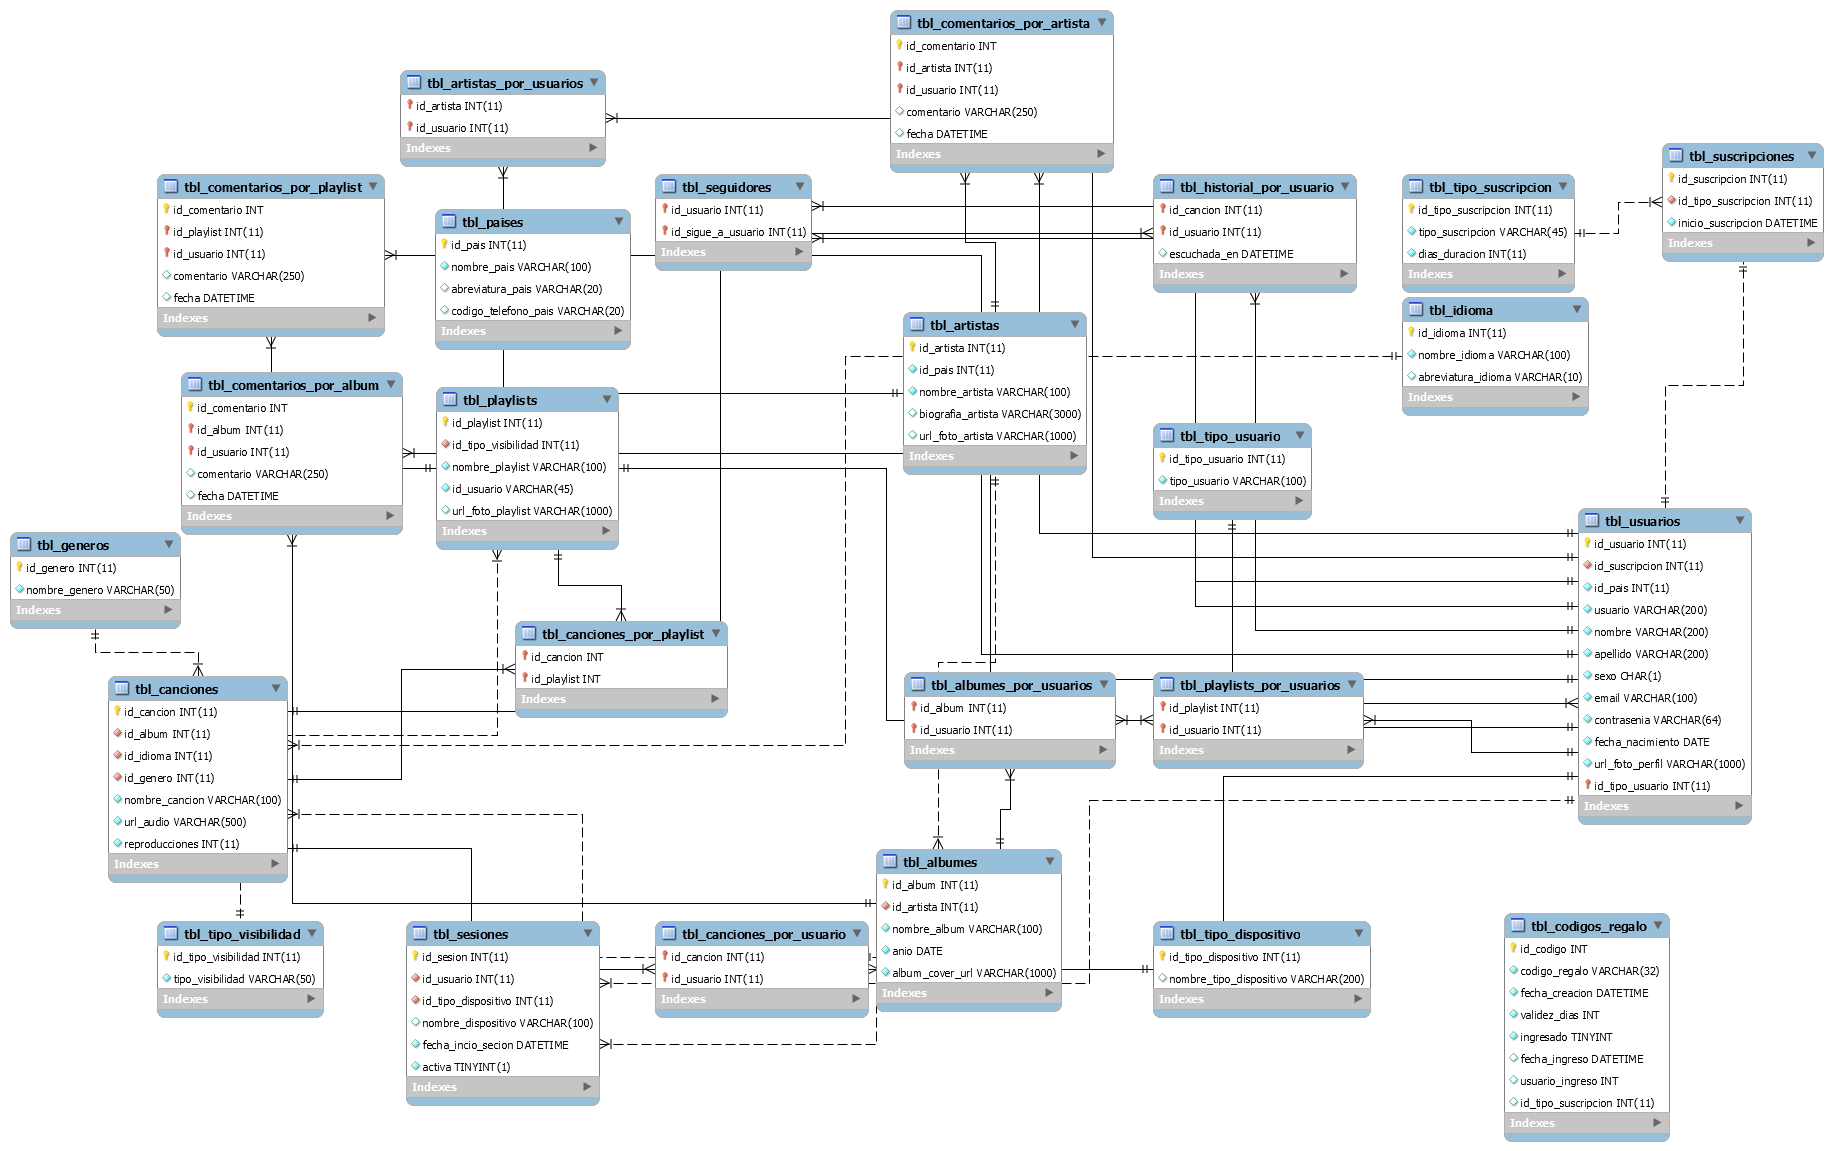 tbl_comentarios_por_artista
id_comentario INT
id_artista INT(11)
id_usuario INT(11)
comentario VARCHAR(250)
fecha DATETIME
Indexes
tbl_artistas_por_usuarios
id_artista INT(11)
id_usuario INT(11)
Indexes
tbl_suscripciones
id_suscripcion INT(11)
id_tipo_suscripcion INT(11)
inicio_suscripcion DATETIME
Indexes
tbl_comentarios_por_playlist
id_comentario INT
id_playlist INT(11)
id_usuario INT(11)
comentario VARCHAR(250)
fecha DATETIME
Indexes
tbl_seguidores
id_usuario INT(11)
id_sigue_a_usuario INT(11)
Indexes
tbl_historial_por_usuario
id_cancion INT(11)
id_usuario INT(11)
escuchada_en DATETIME
Indexes
tbl_tipo_suscripcion
id_tipo_suscripcion INT(11)
tipo_suscripcion VARCHAR(45)
dias_duracion INT(11)
Indexes
tbl_paises
id_pais INT(11)
nombre_pais VARCHAR(100)
abreviatura_pais VARCHAR(20)
codigo_telefono_pais VARCHAR(20)
Indexes
tbl_idioma
id_idioma INT(11)
nombre_idioma VARCHAR(100)
abreviatura_idioma VARCHAR(10)
Indexes
tbl_artistas
id_artista INT(11)
id_pais INT(11)
nombre_artista VARCHAR(100)
biografia_artista VARCHAR(3000)
url_foto_artista VARCHAR(1000)
Indexes
tbl_comentarios_por_album
id_comentario INT
id_album INT(11)
id_usuario INT(11)
comentario VARCHAR(250)
fecha DATETIME
Indexes
tbl_playlists
id_playlist INT(11)
id_tipo_visibilidad INT(11)
nombre_playlist VARCHAR(100)
id_usuario VARCHAR(45)
url_foto_playlist VARCHAR(1000)
Indexes
tbl_tipo_usuario
id_tipo_usuario INT(11)
tipo_usuario VARCHAR(100)
Indexes
tbl_usuarios
id_usuario INT(11)
id_suscripcion INT(11)
id_pais INT(11)
usuario VARCHAR(200)
nombre VARCHAR(200)
apellido VARCHAR(200)
sexo CHAR(1)
email VARCHAR(100)
contrasenia VARCHAR(64)
fecha_nacimiento DATE
url_foto_perfil VARCHAR(1000)
id_tipo_usuario INT(11)
Indexes
tbl_generos
id_genero INT(11)
nombre_genero VARCHAR(50)
Indexes
tbl_canciones_por_playlist
id_cancion INT
id_playlist INT
Indexes
tbl_canciones
id_cancion INT(11)
id_album INT(11)
id_idioma INT(11)
id_genero INT(11)
nombre_cancion VARCHAR(100)
url_audio VARCHAR(500)
reproducciones INT(11)
Indexes
tbl_albumes_por_usuarios
id_album INT(11)
id_usuario INT(11)
Indexes
tbl_playlists_por_usuarios
id_playlist INT(11)
id_usuario INT(11)
Indexes
tbl_albumes
id_album INT(11)
id_artista INT(11)
nombre_album VARCHAR(100)
anio DATE
album_cover_url VARCHAR(1000)
Indexes
tbl_tipo_visibilidad
id_tipo_visibilidad INT(11)
tipo_visibilidad VARCHAR(50)
Indexes
tbl_sesiones
id_sesion INT(11)
id_usuario INT(11)
id_tipo_dispositivo INT(11)
nombre_dispositivo VARCHAR(100)
fecha_incio_secion DATETIME
activa TINYINT(1)
Indexes
tbl_canciones_por_usuario
id_cancion INT(11)
id_usuario INT(11)
Indexes
tbl_tipo_dispositivo
id_tipo_dispositivo INT(11)
nombre_tipo_dispositivo VARCHAR(200)
Indexes
tbl_codigos_regalo
id_codigo INT
codigo_regalo VARCHAR(32)
fecha_creacion DATETIME
validez_dias INT
ingresado TINYINT
fecha_ingreso DATETIME
usuario_ingreso INT
id_tipo_suscripcion INT(11)
Indexes